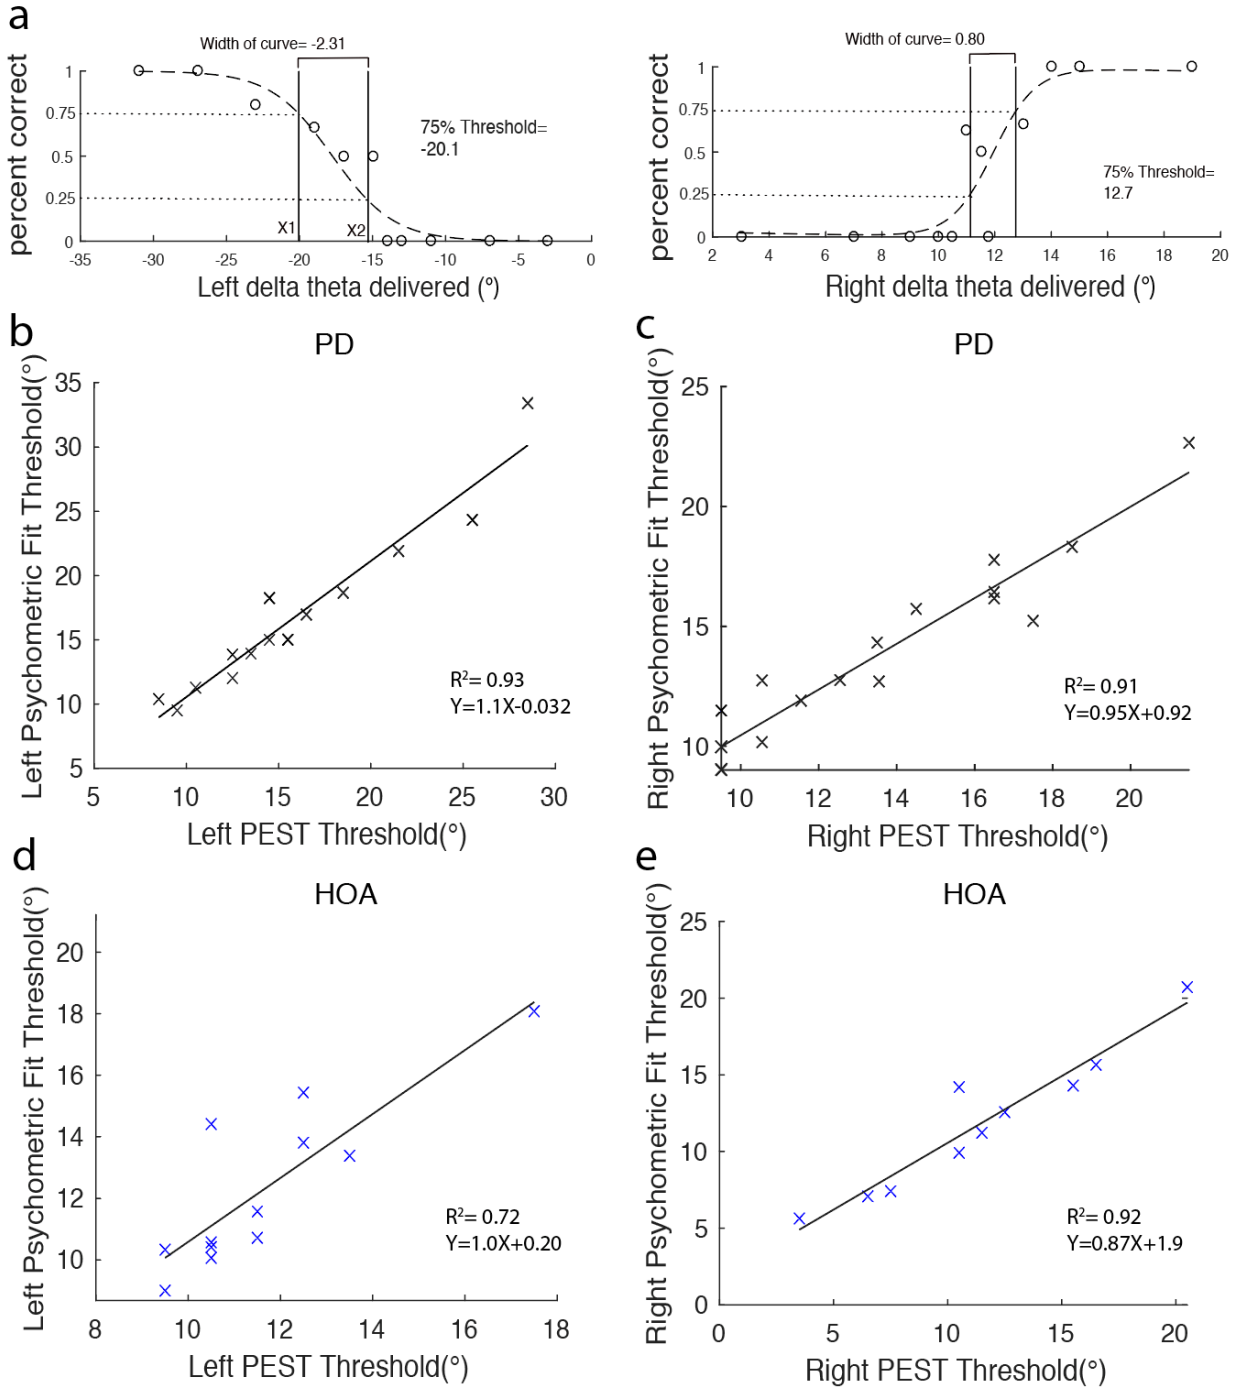 a
Width of curve= -2.31
percent correct
1
0.75
0.5
0.25
0
75% Threshold=
-20.1
X1
X2
-35 -30 -25 -20 -15 -10 -5 0
Left delta theta delivered (°)
Width of curve= 0.80
percent correct
1
0.75
0.5
0.25
0
75% Threshold=
12.7
2 4 6 8 10 12 14 16 18 20
Right delta theta delivered (°)
b
PD
Left Psychometric Fit Threshold(°)
35
30
25
20
15
10
5
R²= 0.93
Y=1.1X-0.032
5 10 15 20 25 30
Left PEST Threshold(°)
c
PD
Right Psychometric Fit Threshold(°)
25
20
15
10
R²= 0.91
Y=0.95X+0.92
10 12 14 16 18 20
Right PEST Threshold(°)
d
HOA
Left Psychometric Fit Threshold(°)
20
18
16
14
12
10
R²= 0.72
Y=1.0X+0.20
8 10 12 14 16 18
Left PEST Threshold(°)
e
HOA
Right Psychometric Fit Threshold(°)
25
20
15
10
5
0
R²= 0.92
Y=0.87X+1.9
0 5 10 15 20
Right PEST Threshold(°)